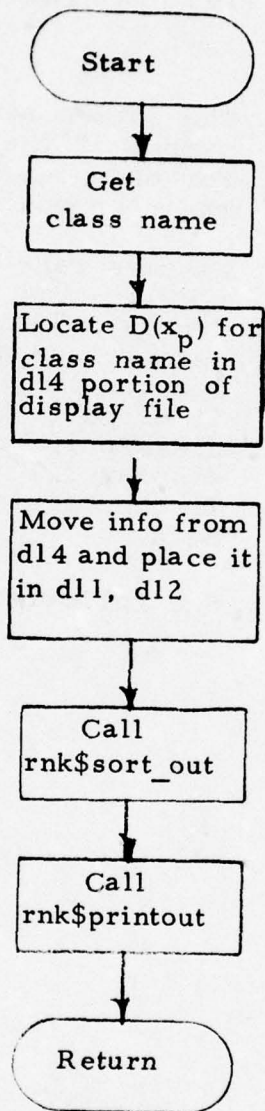 Start
Get
class name
Locate D(x_p) for
class name in
dl4 portion of
display file
Move info from
dl4 and place it
in dl1, dl2
Call
rnk$sort_out
Call
rnk$printout
Return